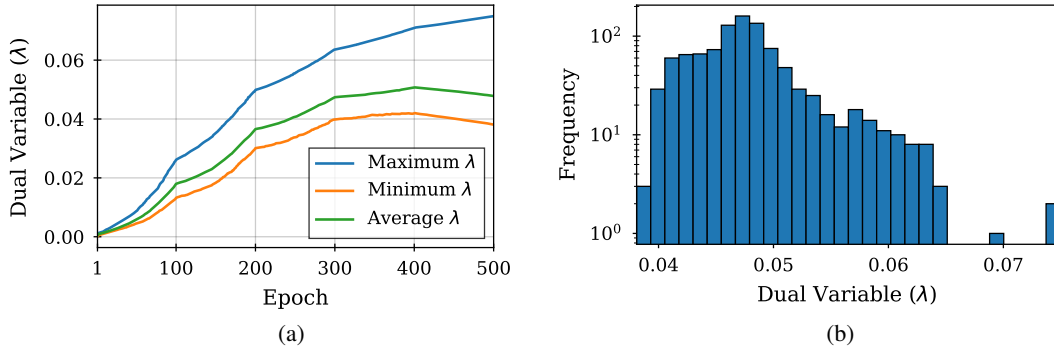 0.06
0.04
0.02
0.00
Dual Variable (λ)
Maximum λ
Minimum λ
Average λ
1
100
200
300
400
500
Epoch
(a)
10²
10¹
10⁰
Frequency
0.04
0.05
0.06
0.07
Dual Variable (λ)
(b)